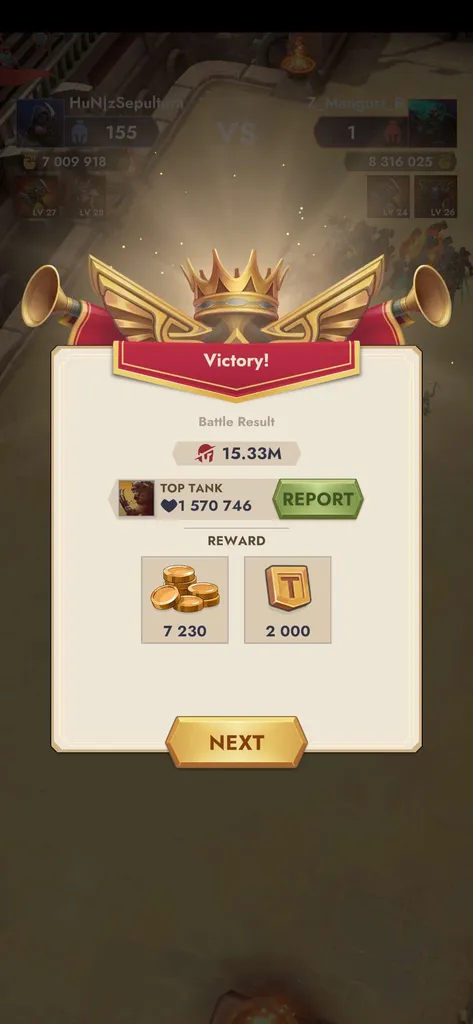 HuN|zSepultura
155
VS
1
7 009 918
8 316 025
LV 27
LV 28
LV 24
LV 26
Victory!
Battle Result
15.33M
TOP TANK
1 570 746
REPORT
REWARD
7 230
T
2 000
NEXT